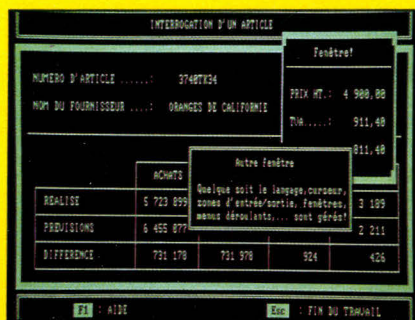 INTERROGATION D'UN ARTICLE
Fenêtre!
NUMERO D'ARTICLE ......: 3740TX34
PRIX HT.: 4 900,00
NOM DU FOURNISSEUR ....: ORANGES DE CALIFORNIE
TVA.....: 911,40
811,40
Autre fenêtre
ACHATS
Quelque soit le langage,curseur,
zones d'entrée/sortie, fenêtres,
menus déroulants,... sont gérés!
REALISE 5 723 899 3 189
PREVISIONS 6 455 077 2 211
DIFFERENCE 731 178 731 978 924 426
F1 : AIDE Esc : FIN DU TRAVAIL